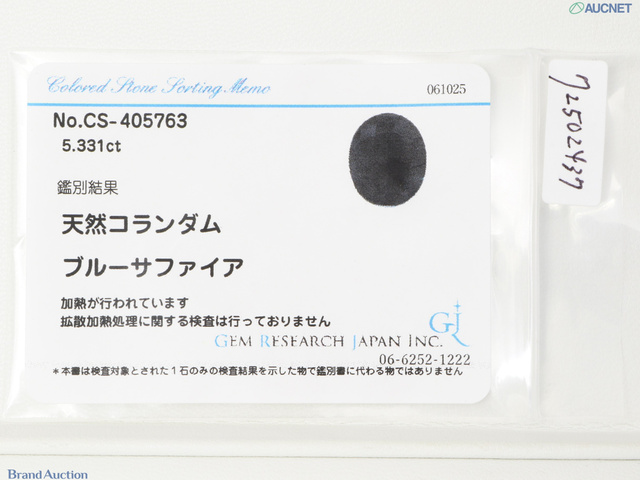 AUCNET
Colored Stone Sorting Memo
061025
No.CS-405763
5.331ct
鑑別結果
天然コランダム
ブルーサファイア
加熱が行われています
拡散加熱処理に関する検査は行っておりません
GJ
GEM RESEARCH JAPAN INC.
06-6252-1222
*本書は検査対象とされた1石のみの検査結果を示した物で鑑別書に代わる物ではありません
72502437
Brand Auction